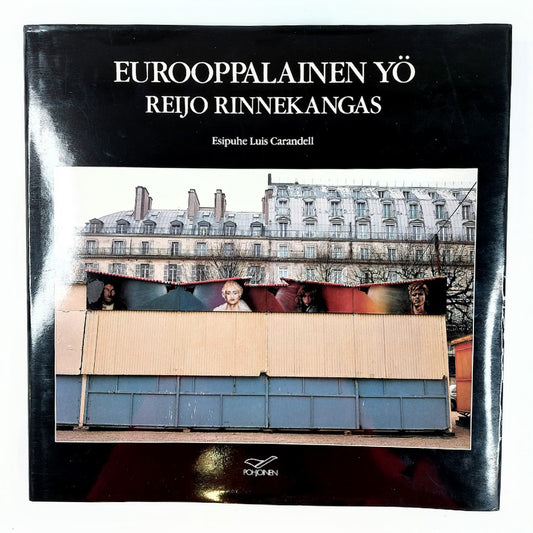 EUROOPPALAINEN YÖ
REIJO RINNEKANGAS
Esipuhe Luis Carandell
POHJOINEN